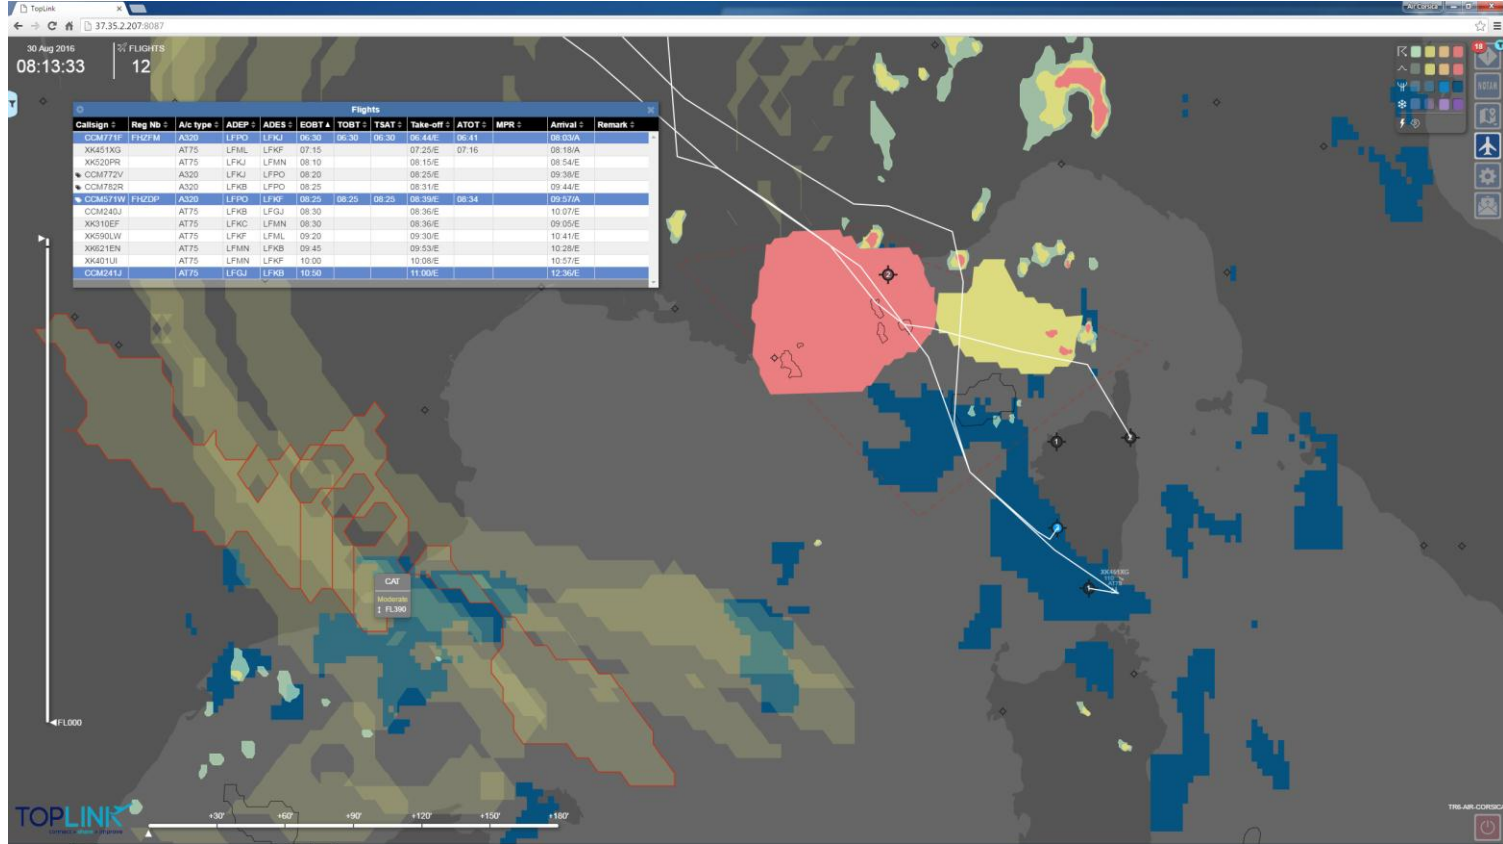 TopLink
Air Corsica
37.35.2.207:8087
30 Aug 2016
08:13:33
FLIGHTS
12
18
NOTAM
Flights
Callsign Reg Nb A/c type ADEP ADES EOBT TOBT TSAT Take-off ATOT MPR Arrival Remark
CCM771F FHZFM A320 LFPO LFKJ 06:30 06:30 06:30 06:44/E 06:41 08:03/A
XK451XG AT75 LFML LFKF 07:15 07:25/E 07:16 08:18/A
XK520PR AT75 LFKJ LFMN 08:10 08:15/E 08:54/E
CCM772V A320 LFKJ LFPO 08:20 08:25/E 09:38/E
CCM782R A320 LFKB LFPO 08:25 08:31/E 09:44/E
CCM571W FHZDP A320 LFPO LFKF 08:25 08:25 08:25 08:39/E 08:34 09:57/A
CCM240J AT75 LFKB LFGJ 08:30 08:36/E 10:07/E
XK310EF AT75 LFKC LFMN 08:30 08:36/E 09:05/E
XK590LW AT75 LFKF LFML 09:20 09:30/E 10:41/E
XK621EN AT75 LFMN LFKB 09:45 09:53/E 10:28/E
XK401UI AT75 LFMN LFKF 10:00 10:08/E 10:57/E
CCM241J AT75 LFGJ LFKB 10:50 11:00/E 12:36/E
2
1
CAT
Moderate
FL390
110
AT75
FL000
TOPLINK
+30' +60' +90' +120' +150' +180'